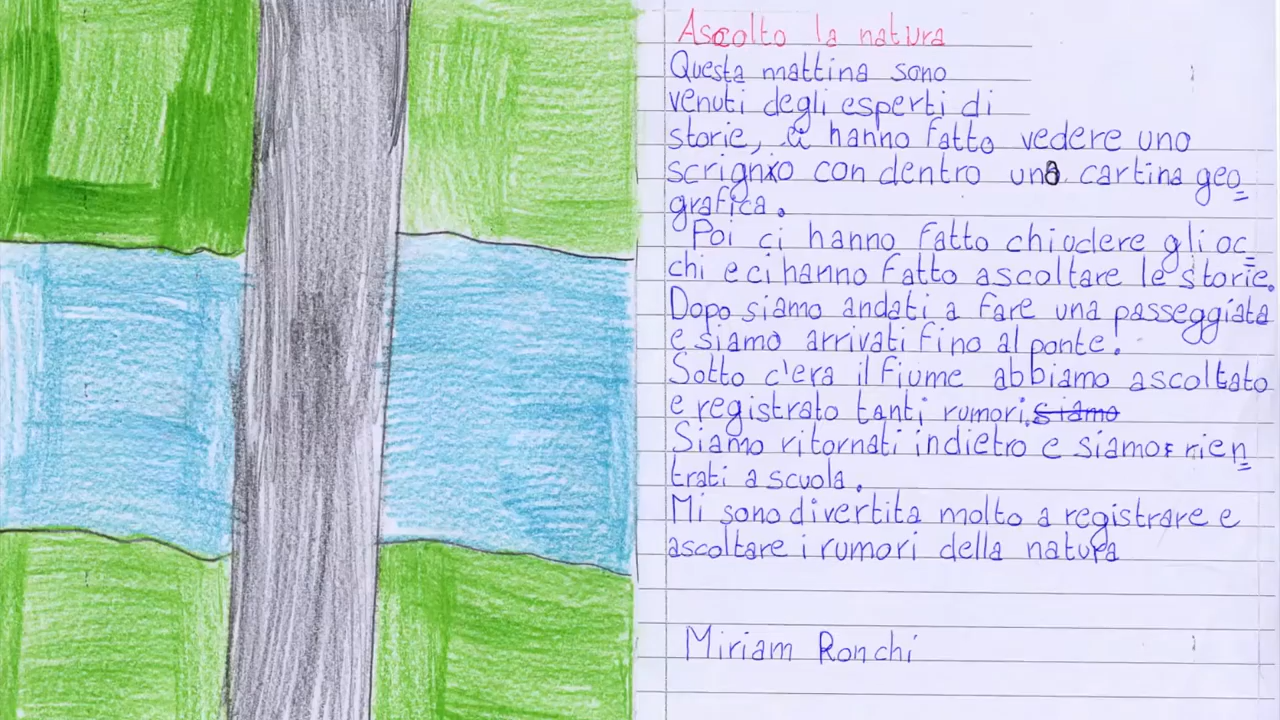 Ascolto la natura
Questa mattina sono
venuti degli esperti di
storie, ci hanno fatto vedere uno
scrignio con dentro una cartina geo=
grafica.
Poi ci hanno fatto chiudere gli oc=
chi e ci hanno fatto ascoltare le storie.
Dopo siamo andati a fare una passeggiata
e siamo arrivati fino al ponte.
Sotto c'era il fiume abbiamo ascoltato
e registrato tanti rumori. siamo
Siamo ritornati indietro e siamo rien=
trati a scuola.
Mi sono divertita molto a registrare e
ascoltare i rumori della natura
Miriam Ronchi